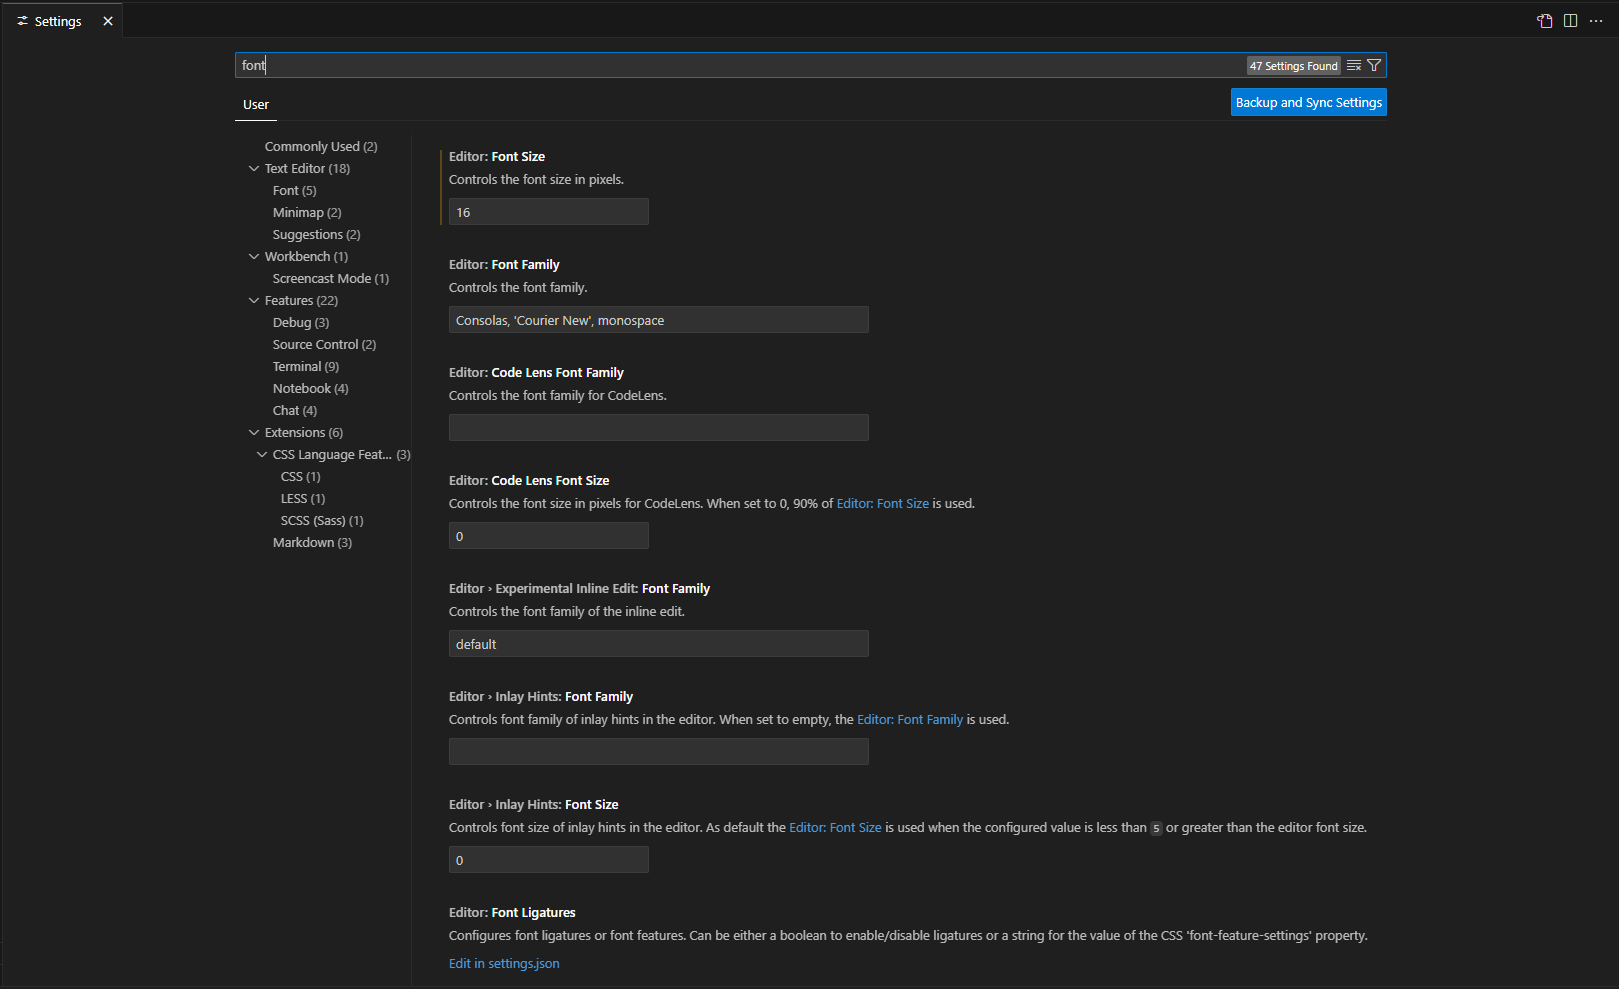 Settings
font
47 Settings Found
User
Backup and Sync Settings
Commonly Used (2)
Text Editor (18)
Font (5)
Minimap (2)
Suggestions (2)
Workbench (1)
Screencast Mode (1)
Features (22)
Debug (3)
Source Control (2)
Terminal (9)
Notebook (4)
Chat (4)
Extensions (6)
CSS Language Feat... (3)
CSS (1)
LESS (1)
SCSS (Sass) (1)
Markdown (3)
Editor: Font Size
Controls the font size in pixels.
16
Editor: Font Family
Controls the font family.
Consolas, 'Courier New', monospace
Editor: Code Lens Font Family
Controls the font family for CodeLens.
Editor: Code Lens Font Size
Controls the font size in pixels for CodeLens. When set to 0, 90% of Editor: Font Size is used.
0
Editor › Experimental Inline Edit: Font Family
Controls the font family of the inline edit.
default
Editor › Inlay Hints: Font Family
Controls font family of inlay hints in the editor. When set to empty, the Editor: Font Family is used.
Editor › Inlay Hints: Font Size
Controls font size of inlay hints in the editor. As default the Editor: Font Size is used when the configured value is less than 5 or greater than the editor font size.
0
Editor: Font Ligatures
Configures font ligatures or font features. Can be either a boolean to enable/disable ligatures or a string for the value of the CSS 'font-feature-settings' property.
Edit in settings.json